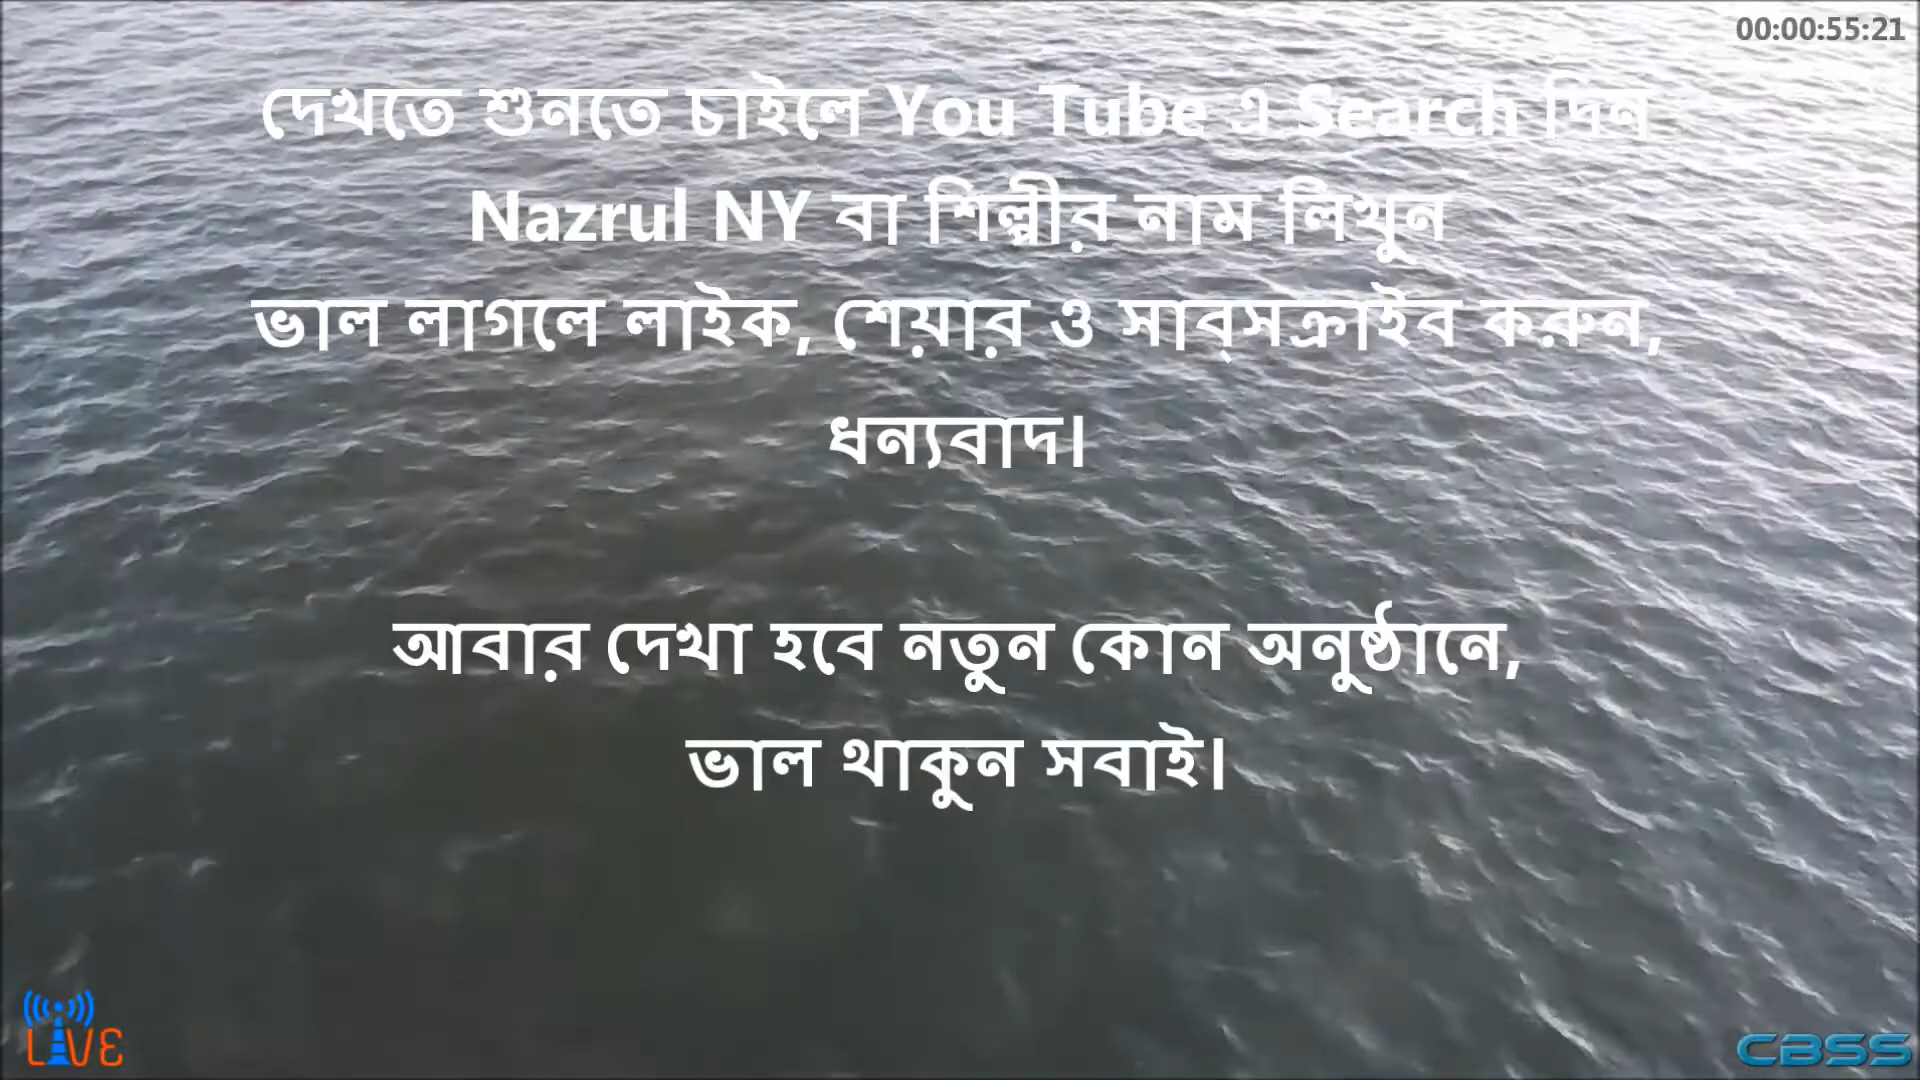 00:00:55:21
দেখতে শুনতে চাইলে You Tube এ Search দিন
Nazrul NY বা শিল্পীর নাম লিখুন
ভাল লাগলে লাইক, শেয়ার ও সাব্সক্রাইব করুন,
ধন্যবাদ।
আবার দেখা হবে নতুন কোন অনুষ্ঠানে,
ভাল থাকুন সবাই।
LIVE
CBSS